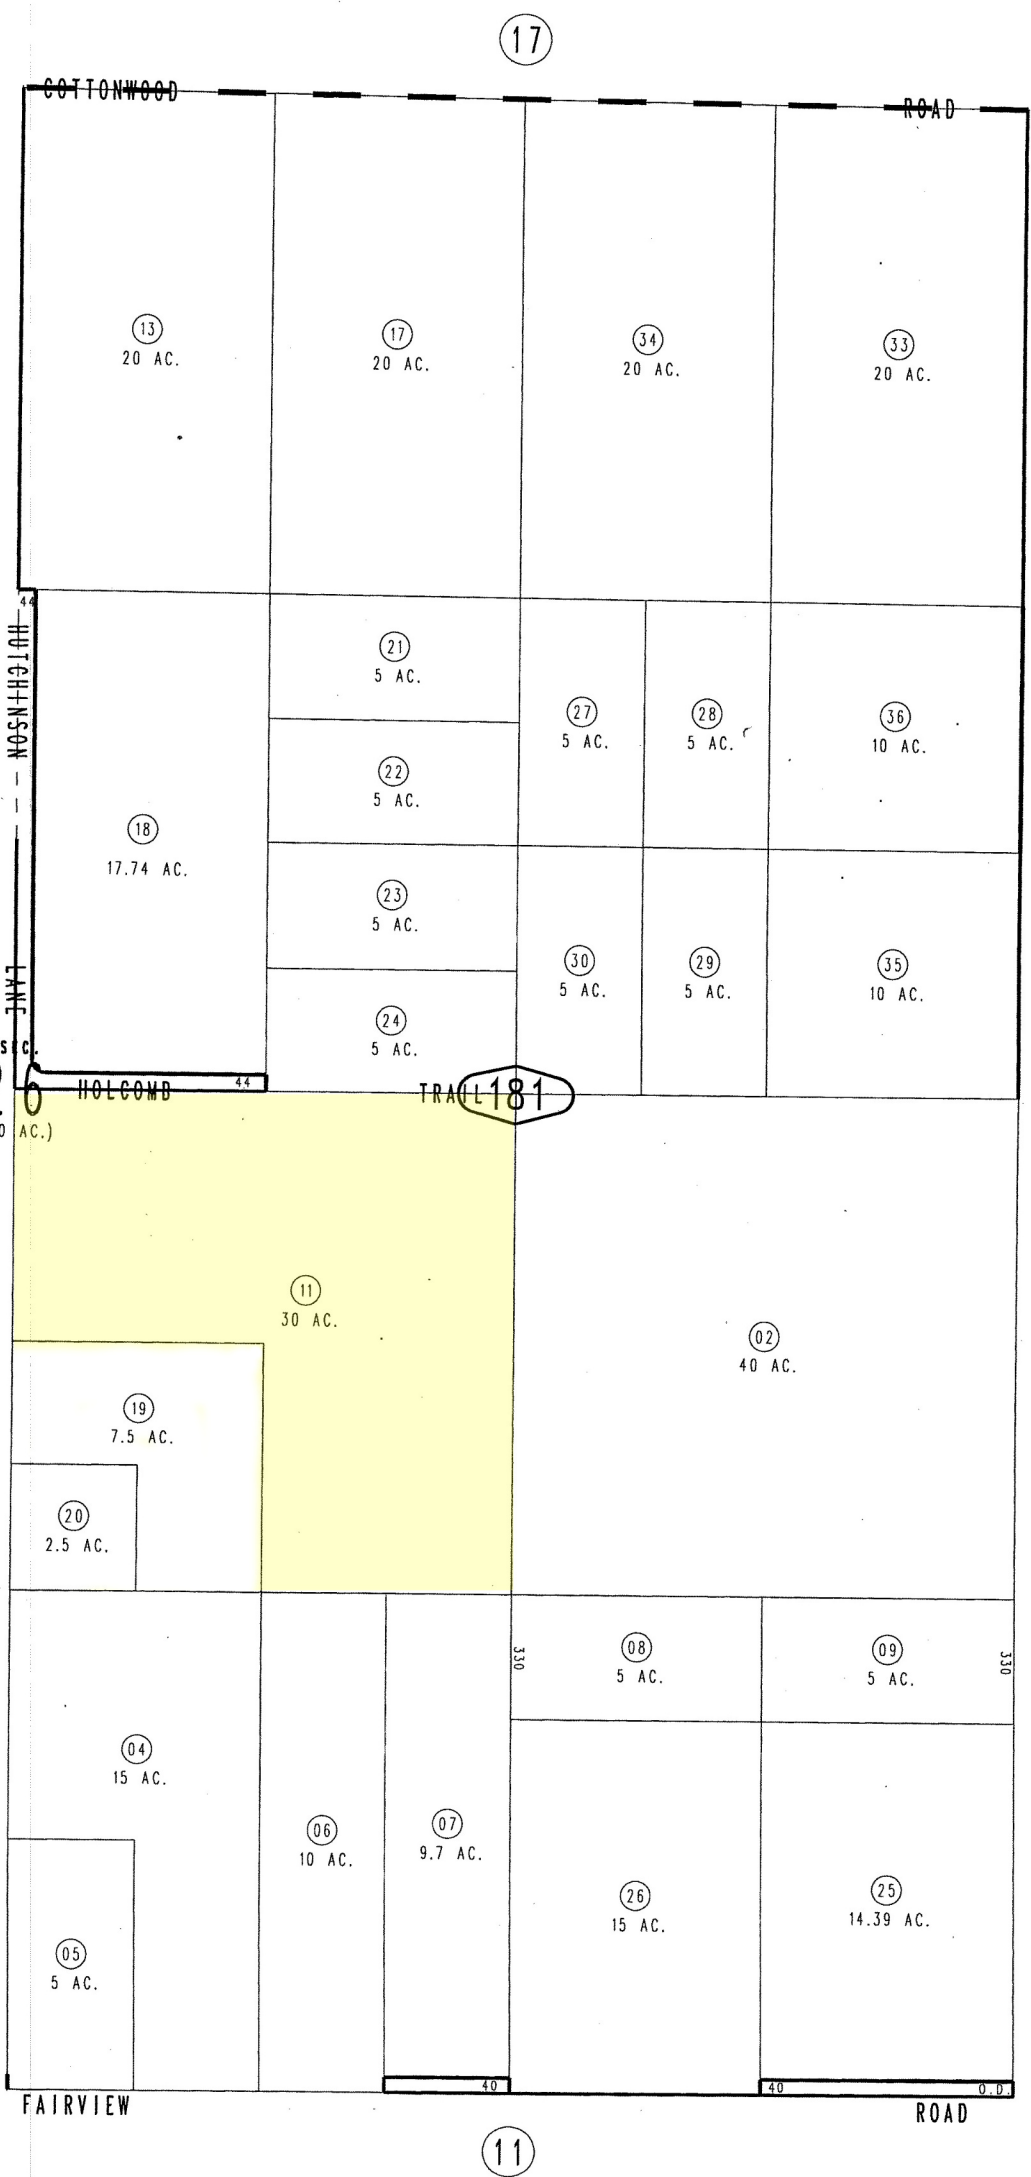 17
COTTONWOOD ROAD
13
20 AC.
17
20 AC.
34
20 AC.
33
20 AC.
44
HUTCHINSON
LANE
21
5 AC.
27
5 AC.
28
5 AC.
36
10 AC.
22
5 AC.
18
17.74 AC.
23
5 AC.
30
5 AC.
29
5 AC.
35
10 AC.
24
5 AC.
SEC.
HOLCOMB TRAIL
44
181
0 AC.)
11
30 AC.
02
40 AC.
19
7.5 AC.
20
2.5 AC.
330
08
5 AC.
09
5 AC.
330
04
15 AC.
06
10 AC.
07
9.7 AC.
26
15 AC.
25
14.39 AC.
05
5 AC.
40
40
O.D.
FAIRVIEW ROAD
11